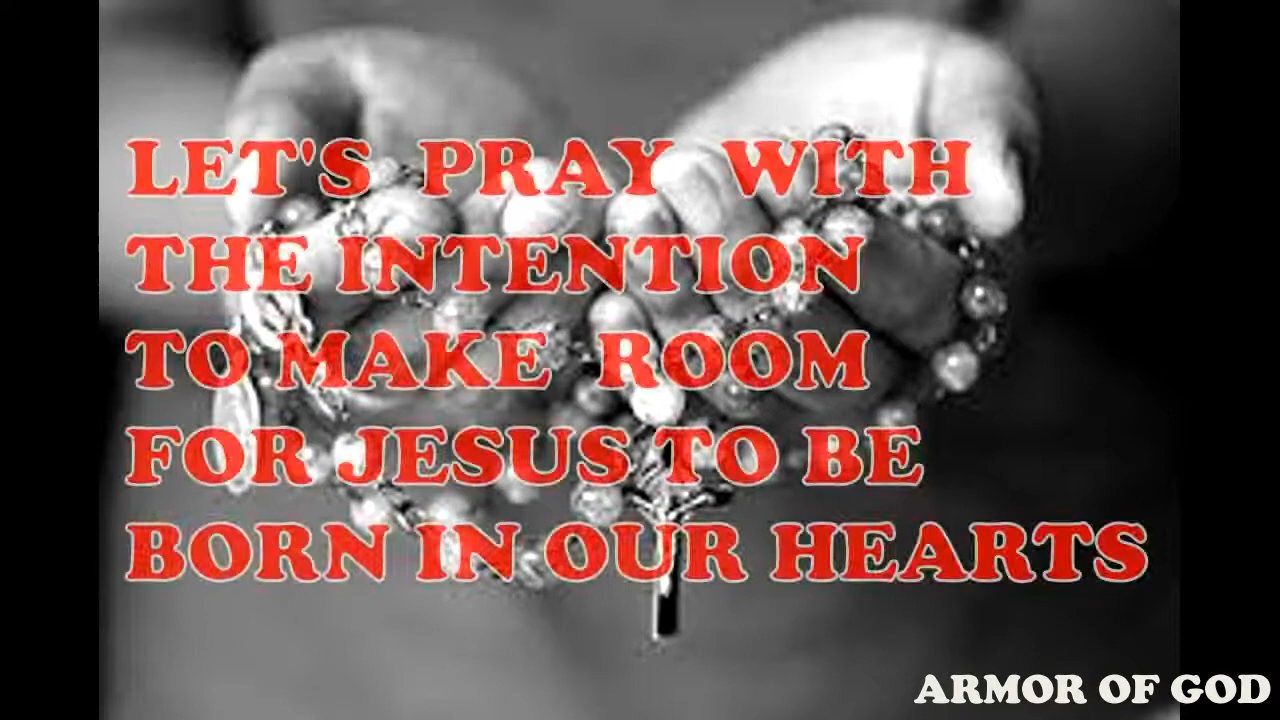 LET'S PRAY WITH
THE INTENTION
TO MAKE ROOM
FOR JESUS TO BE
BORN IN OUR HEARTS
ARMOR OF GOD